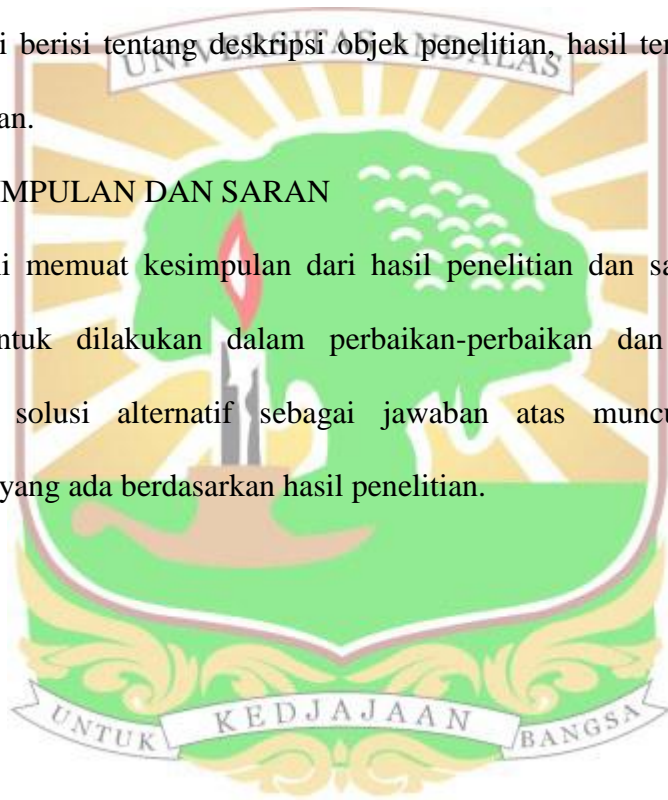 i berisi tentang deskripsi objek penelitian, hasil ter
UNIVERSITAS ANDALAS
an.
MPULAN DAN SARAN
i memuat kesimpulan dari hasil penelitian dan sa
ntuk dilakukan dalam perbaikan-perbaikan dan
solusi alternatif sebagai jawaban atas muncu
yang ada berdasarkan hasil penelitian.
UNTUK KEDJAJAAN BANGSA